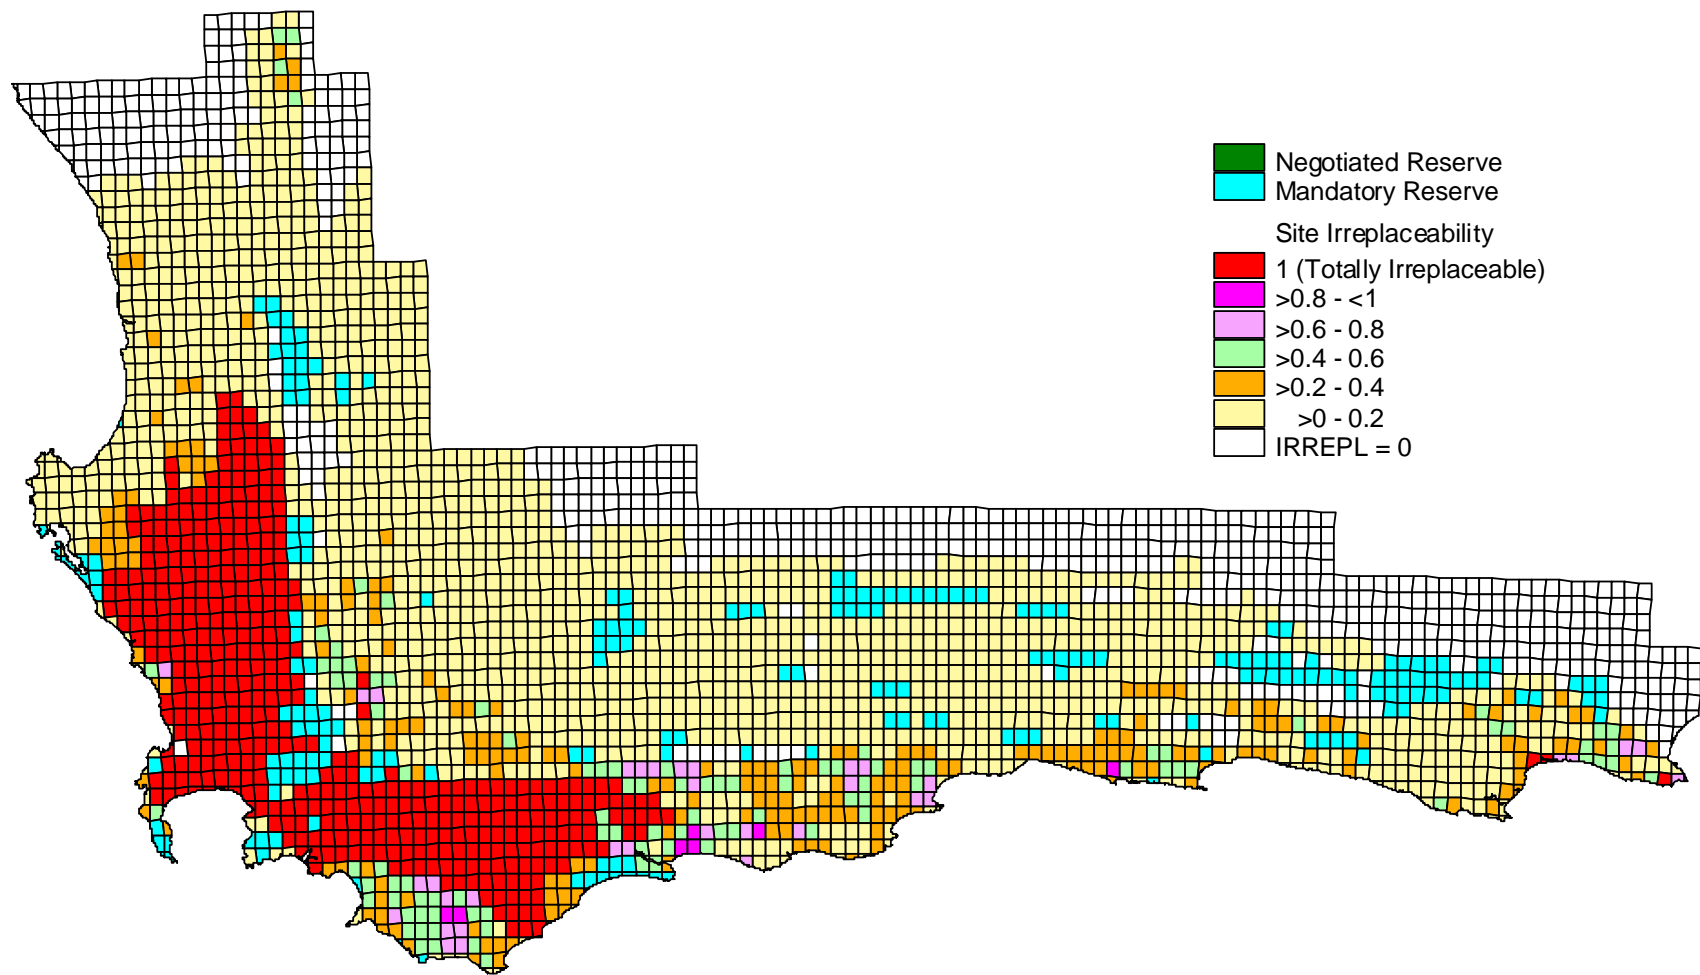 Negotiated Reserve
Mandatory Reserve
Site Irreplaceability
1 (Totally Irreplaceable)
>0.8 - <1
>0.6 - 0.8
>0.4 - 0.6
>0.2 - 0.4
>0 - 0.2
IRREPL = 0